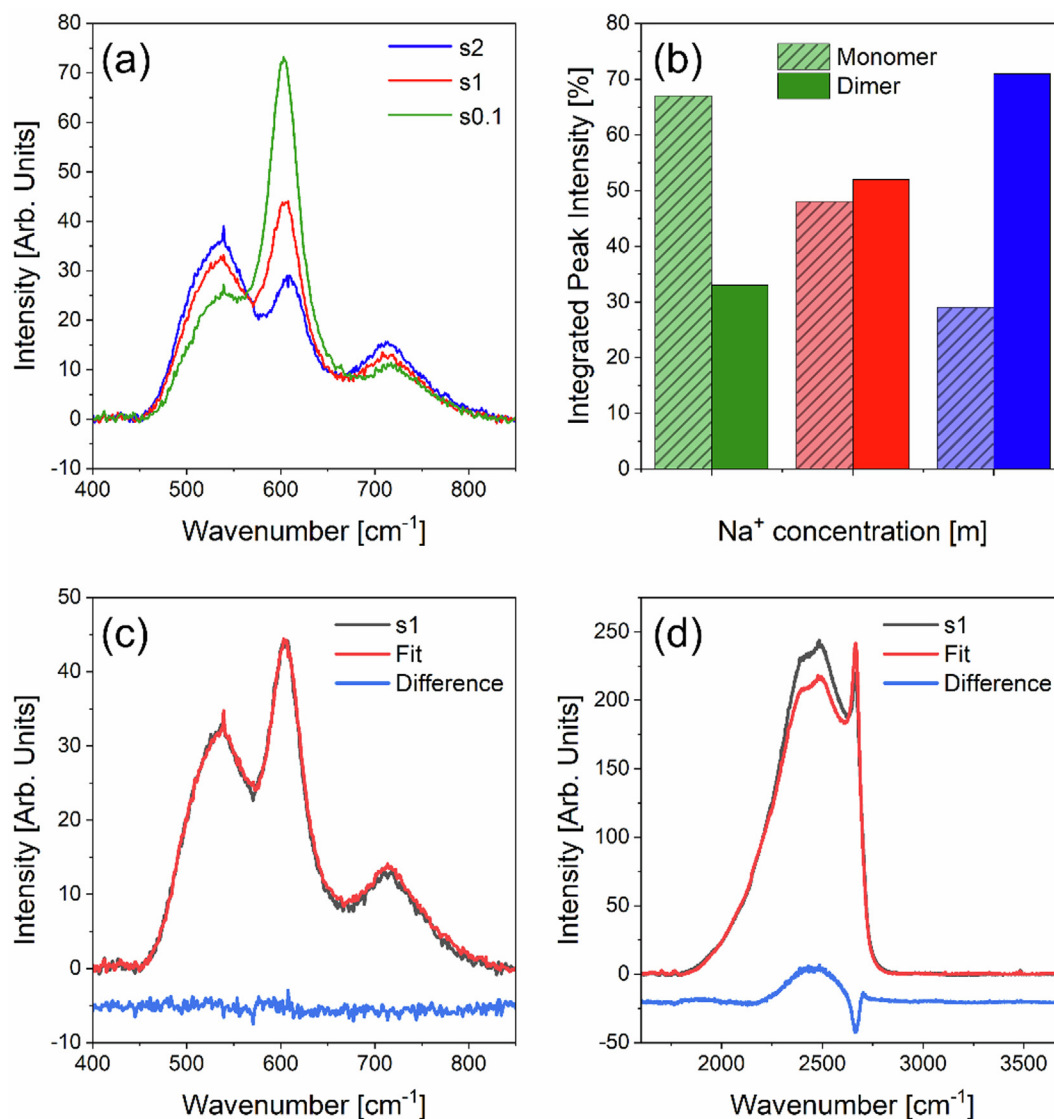 (a)
s2
s1
s0.1
Intensity [Arb. Units]
80
70
60
50
40
30
20
10
0
-10
400 500 600 700 800
Wavenumber [cm⁻¹]
(b)
Monomer
Dimer
Integrated Peak Intensity [%]
80
70
60
50
40
30
20
10
0
Na⁺ concentration [m]
(c)
s1
Fit
Difference
Intensity [Arb. Units]
50
40
30
20
10
0
-10
400 500 600 700 800
Wavenumber [cm⁻¹]
(d)
s1
Fit
Difference
Intensity [Arb. Units]
250
200
150
100
50
0
-50
2000 2500 3000 3500
Wavenumber [cm⁻¹]